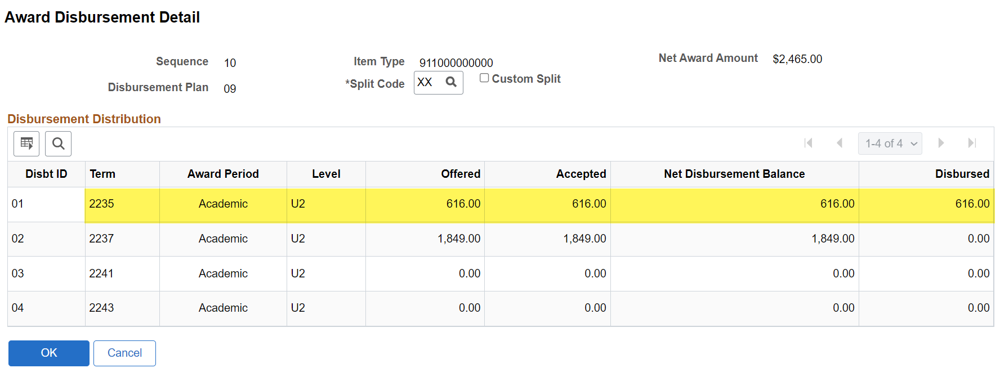 Award Disbursement Detail
Sequence 10 Item Type 911000000000 Net Award Amount $2,465.00
Disbursement Plan 09 *Split Code XX Custom Split
Disbursement Distribution
1-4 of 4
Disbt ID Term Award Period Level Offered Accepted Net Disbursement Balance Disbursed
01 2235 Academic U2 616.00 616.00 616.00 616.00
02 2237 Academic U2 1,849.00 1,849.00 1,849.00 0.00
03 2241 Academic U2 0.00 0.00 0.00 0.00
04 2243 Academic U2 0.00 0.00 0.00 0.00
OK Cancel